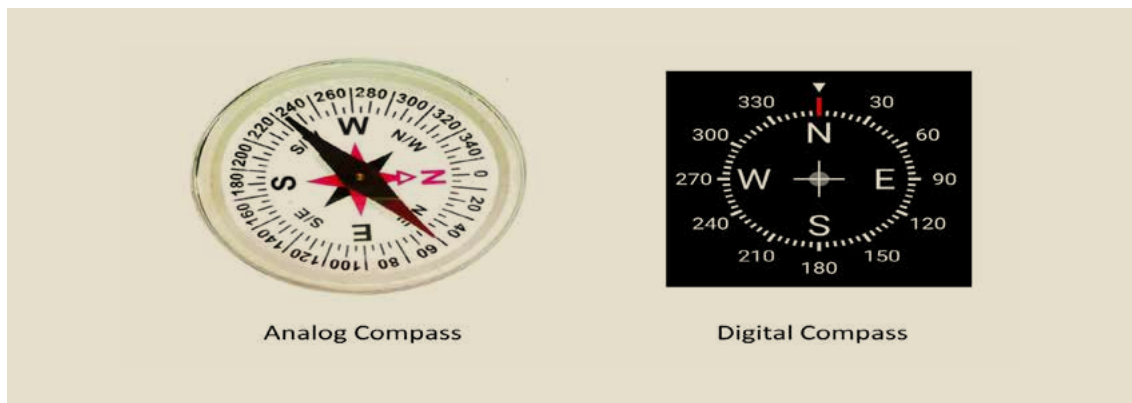 260 280 300 320 340 0 20 40 60 80 100 120 140 160 180 200 220 240
W
N/W
N
E
S/E
S
330 30
300 N 60
270 W E 90
240 S 120
210 180 150
Analog Compass
Digital Compass